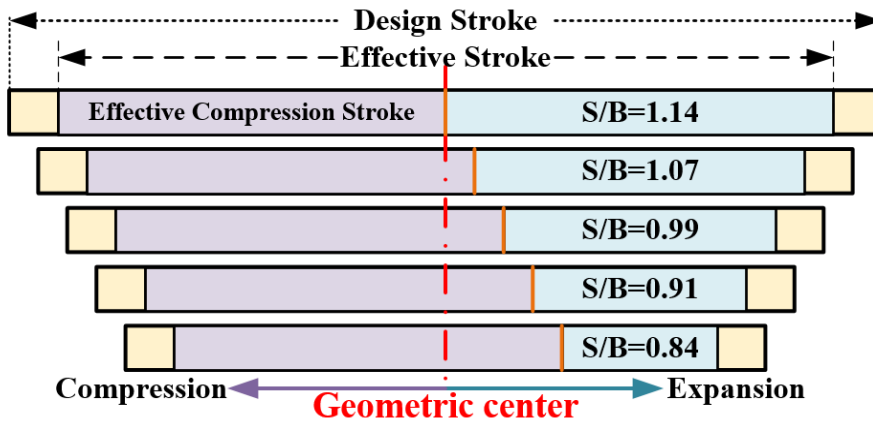 Design Stroke
Effective Stroke
Effective Compression Stroke S/B=1.14
S/B=1.07
S/B=0.99
S/B=0.91
S/B=0.84
Compression Expansion
Geometric center